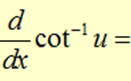 d/dx cot⁻¹ u =